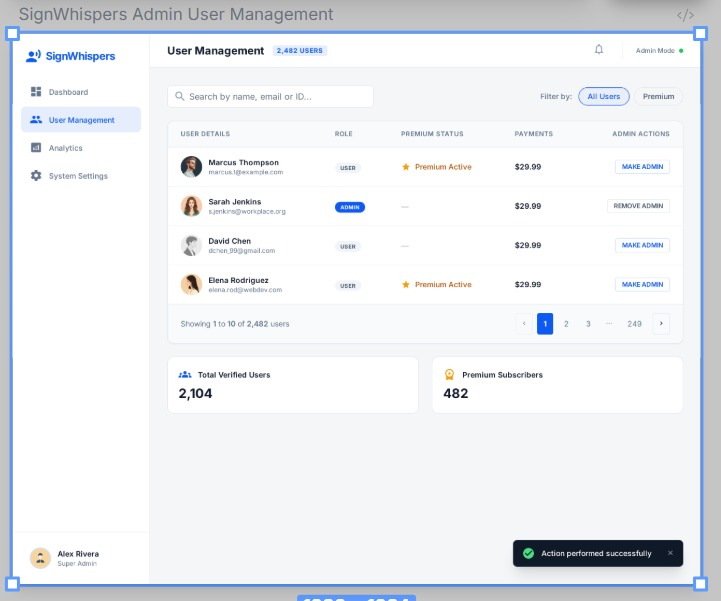 SignWhispers Admin User Management
</>
SignWhispers
User Management 2,482 USERS
Admin Mode
Dashboard
User Management
Analytics
System Settings
Search by name, email or ID...
Filter by: All Users Premium
USER DETAILS ROLE PREMIUM STATUS PAYMENTS ADMIN ACTIONS
Marcus Thompson
marcus.t@example.com
USER Premium Active $29.99 MAKE ADMIN
Sarah Jenkins
s.jenkins@workplace.org
ADMIN — $29.99 REMOVE ADMIN
David Chen
dchen_99@gmail.com
USER — $29.99 MAKE ADMIN
Elena Rodriguez
elena.rod@webdev.com
USER Premium Active $29.99 MAKE ADMIN
Showing 1 to 10 of 2,482 users
‹ 1 2 3 ... 249 ›
Total Verified Users
2,104
Premium Subscribers
482
Alex Rivera
Super Admin
Action performed successfully ×